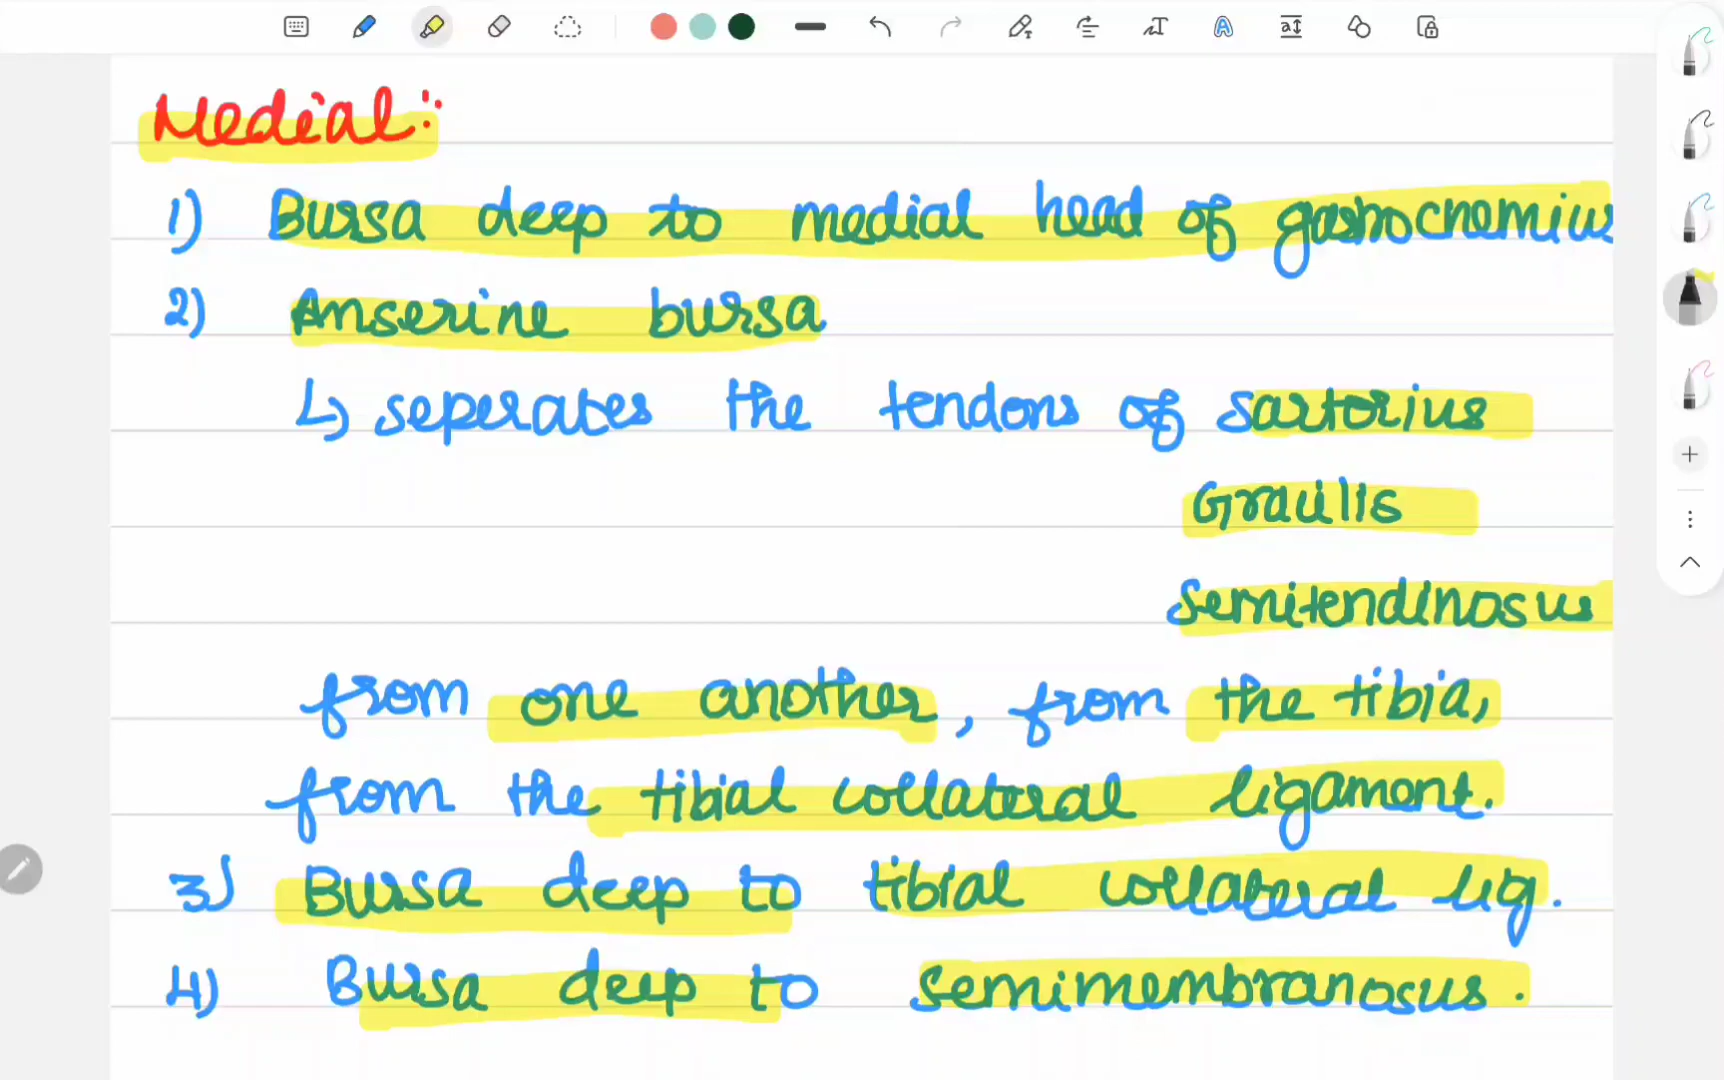 Medial:
1) Bursa deep to medial head of gastrocnemius
2) Anserine bursa
↳ seperates the tendons of sartorius
Gracilis
semitendinosus
from one another, from the tibia,
from the tibial collateral ligament.
3) Bursa deep to tibial collateral lig.
4) Bursa deep to semimembranosus.